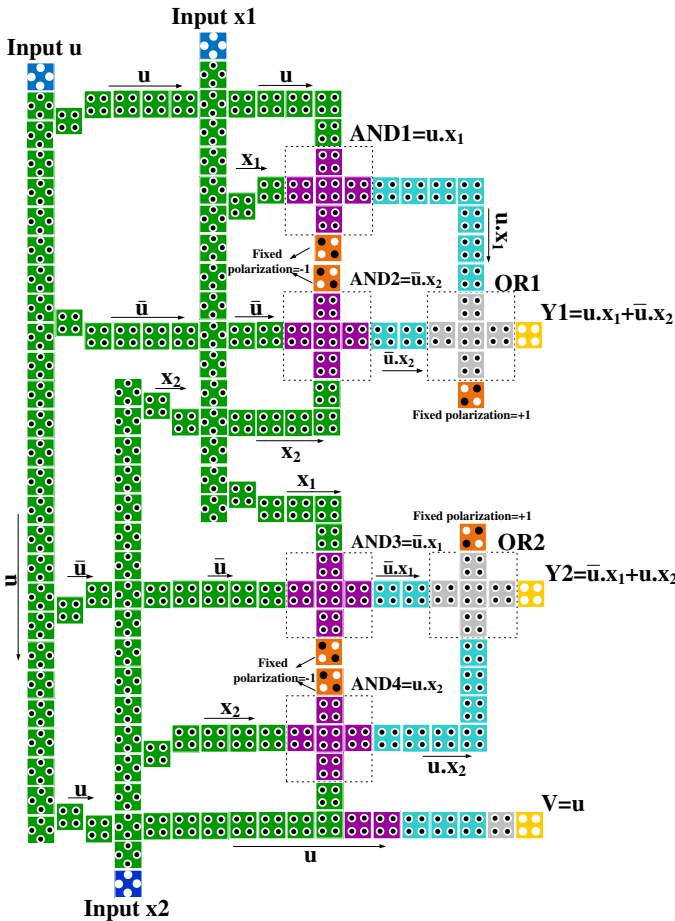 Input x1
Input u
u
u
AND1=u.x₁
x₁
u.x₁
Fixed
polarization=-1
AND2=u̅.x₂
OR1
u̅
u̅
Y1=u.x₁+u̅.x₂
u̅.x₂
x₂
Fixed polarization=+1
x₂
x₁
Fixed polarization=+1
AND3=u̅.x₁
OR2
u
u̅
u̅
u̅.x₁
Y2=u̅.x₁+u.x₂
Fixed
polarization=-1
AND4=u.x₂
x₂
u.x₂
u
V=u
u
Input x2